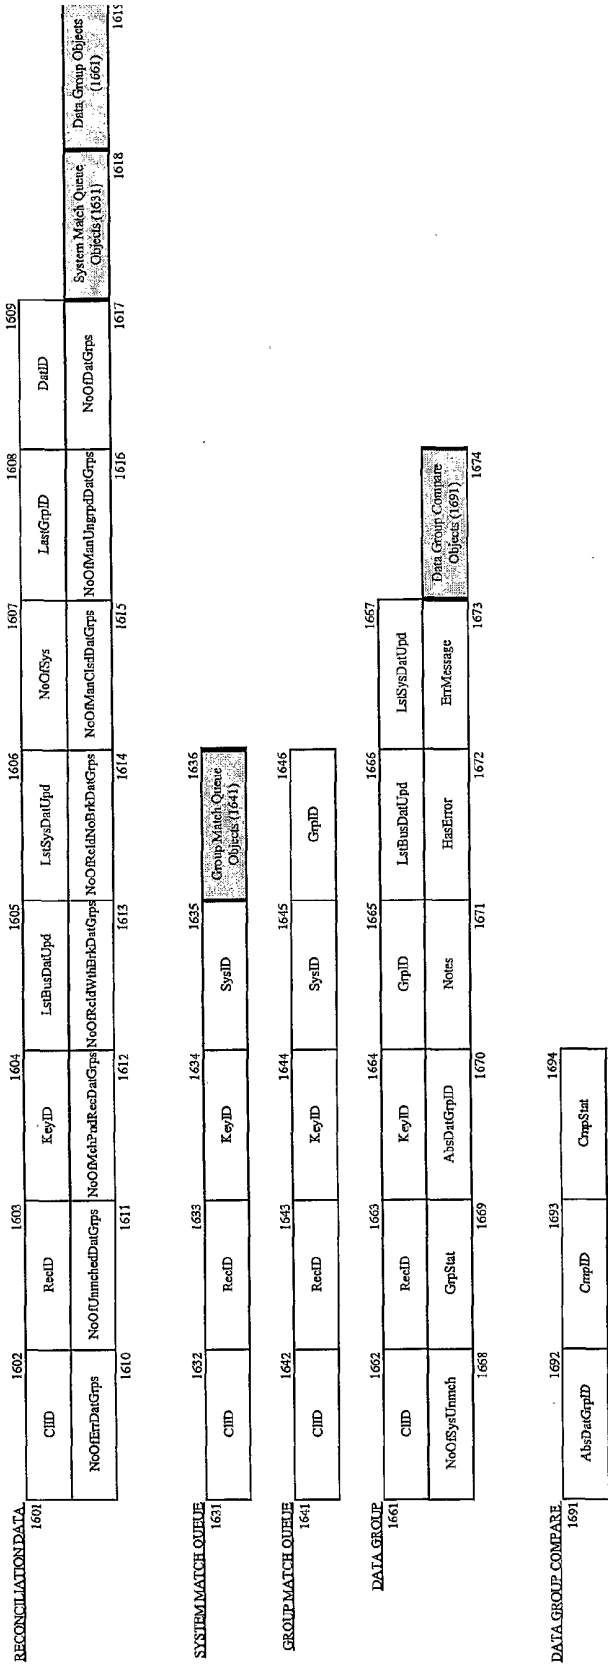 RECONCILIATION DATA
1601
1602 1603 1604 1605 1606 1607 1608 1609
CIID RecID KeyID LstBusDatUpd LstSysDatUpd NoOfSys LastGrpID DatID
NoOfErrDatGrps NoOfUnmchedDatGrps NoOfMchPndRecDatGrps NoOfRcldWthBrkDatGrps NoOfRcldNoBrkDatGrps NoOfManClsdDatGrps NoOfManUngrpdDatGrps NoOfDatGrps System Match Queue Data Group Objects
Objects (1631) (1661)
1610 1611 1612 1613 1614 1615 1616 1617 1618 1619
SYSTEM MATCH QUEUE
1631
1632 1633 1634 1635 1636
CIID RecID KeyID SysID Group Match Queue
Objects (1641)
GROUP MATCH QUEUE
1641
1642 1643 1644 1645 1646
CIID RecID KeyID SysID GrpID
DATA GROUP
1661
1662 1663 1664 1665 1666 1667
CIID RecID KeyID GrpID LstBusDatUpd LstSysDatUpd
NoOfSysUnmch GrpStat AbsDatGrpID Notes HasError ErrMessage Data Group Compare
Objects (1691)
1668 1669 1670 1671 1672 1673 1674
DATA GROUP COMPARE
1691
1692 1693 1694
AbsDatGrpID CmpID CmpStat